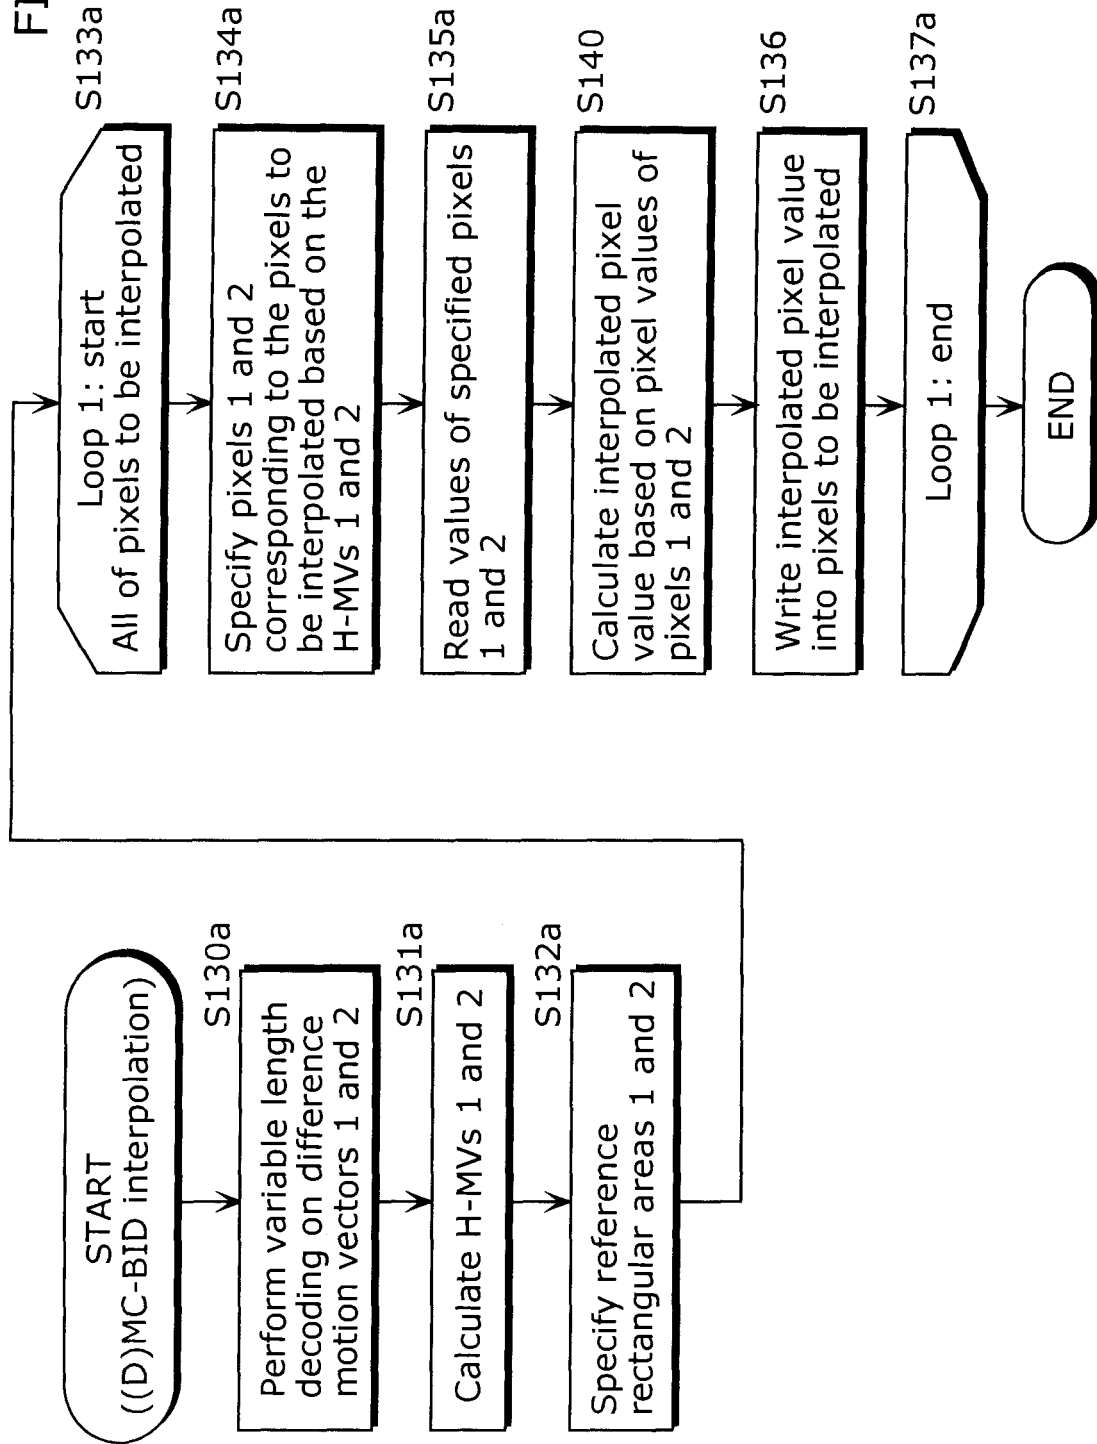 START
((D)MC-BID interpolation)
S130a
Perform variable length
decoding on difference
motion vectors 1 and 2
S131a
Calculate H-MVs 1 and 2
S132a
Specify reference
rectangular areas 1 and 2
S133a
Loop 1: start
All of pixels to be interpolated
S134a
Specify pixels 1 and 2
corresponding to the pixels to
be interpolated based on the
H-MVs 1 and 2
S135a
Read values of specified pixels
1 and 2
S140
Calculate interpolated pixel
value based on pixel values of
pixels 1 and 2
S136
Write interpolated pixel value
into pixels to be interpolated
S137a
Loop 1: end
END